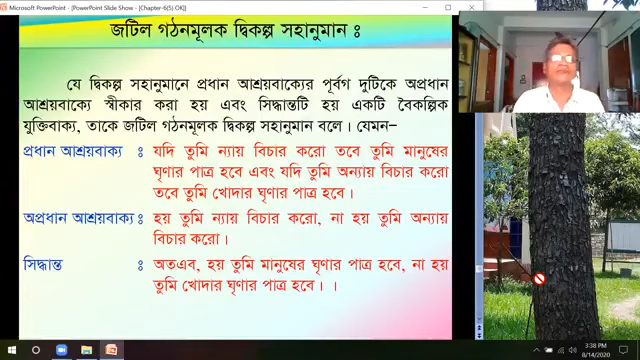 Microsoft PowerPoint - [PowerPoint Slide Show - [Chapter-6(5) OK]]
জটিল গঠনমূলক দ্বিকল্প সহানুমান ঃ
যে দ্বিকল্প সহানুমানে প্রধান আশ্রয়বাক্যের পূর্বগ দুটিকে অপ্রধান
আশ্রয়বাক্যে স্বীকার করা হয় এবং সিদ্ধান্তটি হয় একটি বৈকল্পিক
যুক্তিবাক্য, তাকে জটিল গঠনমূলক দ্বিকল্প সহানুমান বলে। যেমন–
প্রধান আশ্রয়বাক্য ঃ যদি তুমি ন্যায় বিচার করো তবে তুমি মানুষের
ঘৃণার পাত্র হবে এবং যদি তুমি অন্যায় বিচার করো
তবে তুমি খোদার ঘৃণার পাত্র হবে।
অপ্রধান আশ্রয়বাক্য ঃ হয় তুমি ন্যায় বিচার করো, না হয় তুমি অন্যায়
বিচার করো।
সিদ্ধান্ত ঃ অতএব, হয় তুমি মানুষের ঘৃণার পাত্র হবে, না হয়
তুমি খোদার ঘৃণার পাত্র হবে। ।
3:38 PM
8/14/2020